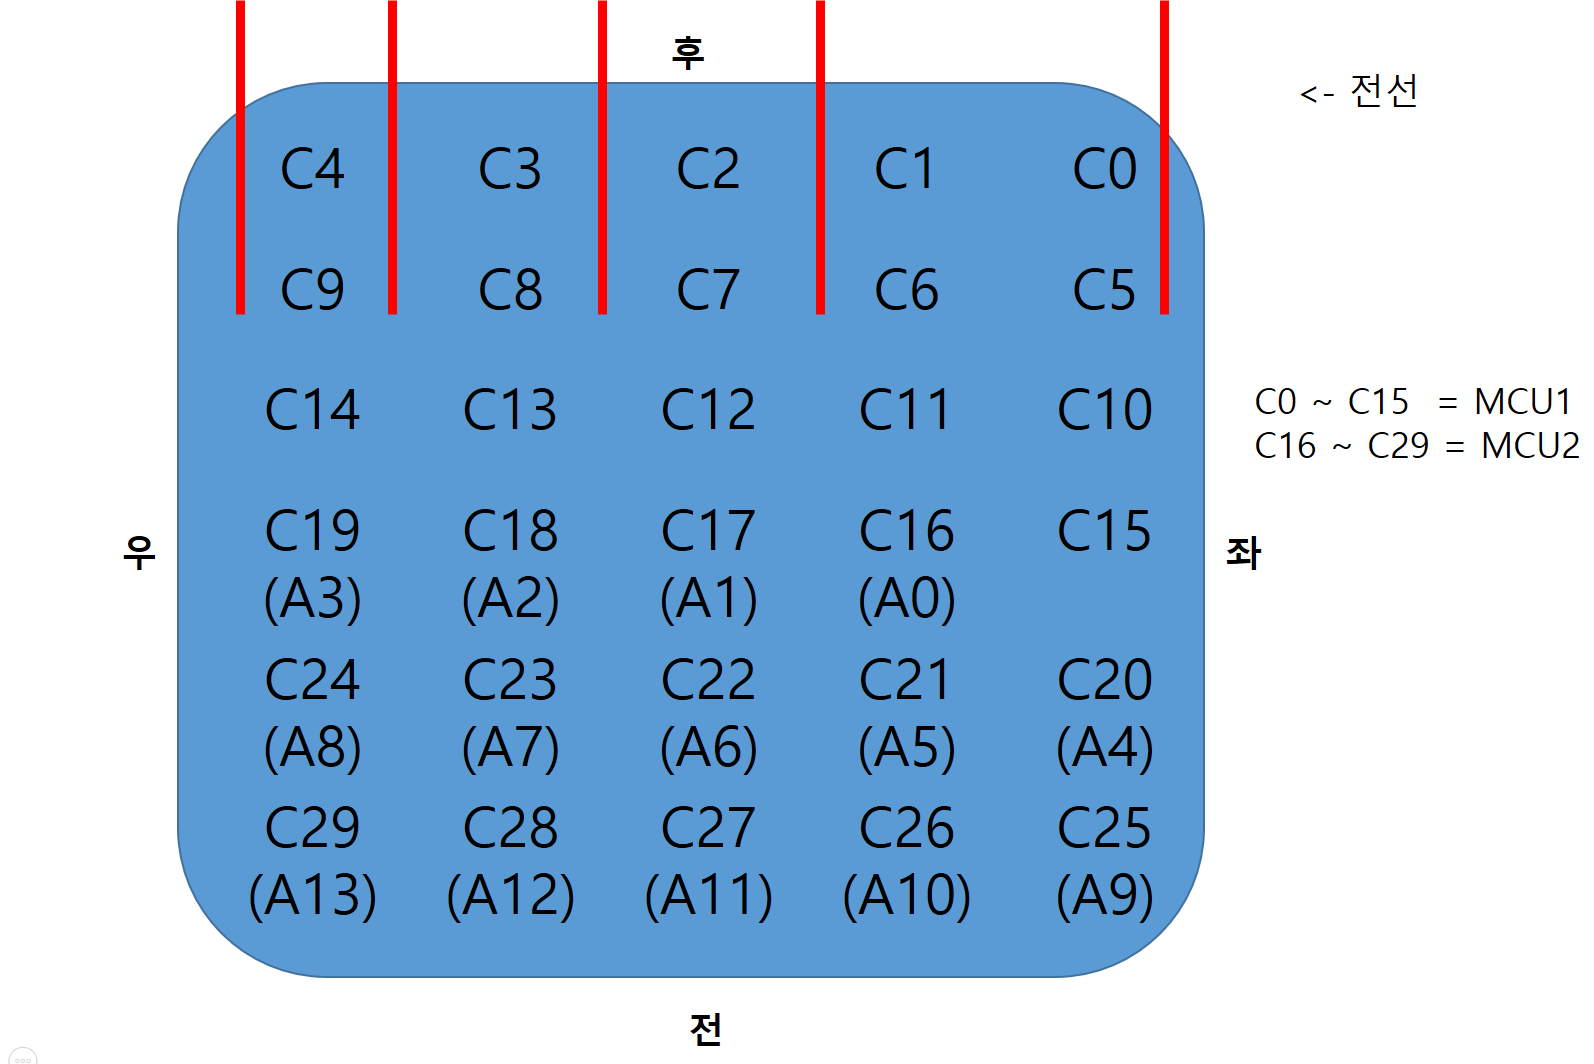 후
<- 전선
C4 C3 C2 C1 C0
C9 C8 C7 C6 C5
C14 C13 C12 C11 C10
C0 ~ C15 = MCU1
C16 ~ C29 = MCU2
C19 C18 C17 C16 C15
(A3) (A2) (A1) (A0)
우
좌
C24 C23 C22 C21 C20
(A8) (A7) (A6) (A5) (A4)
C29 C28 C27 C26 C25
(A13) (A12) (A11) (A10) (A9)
전